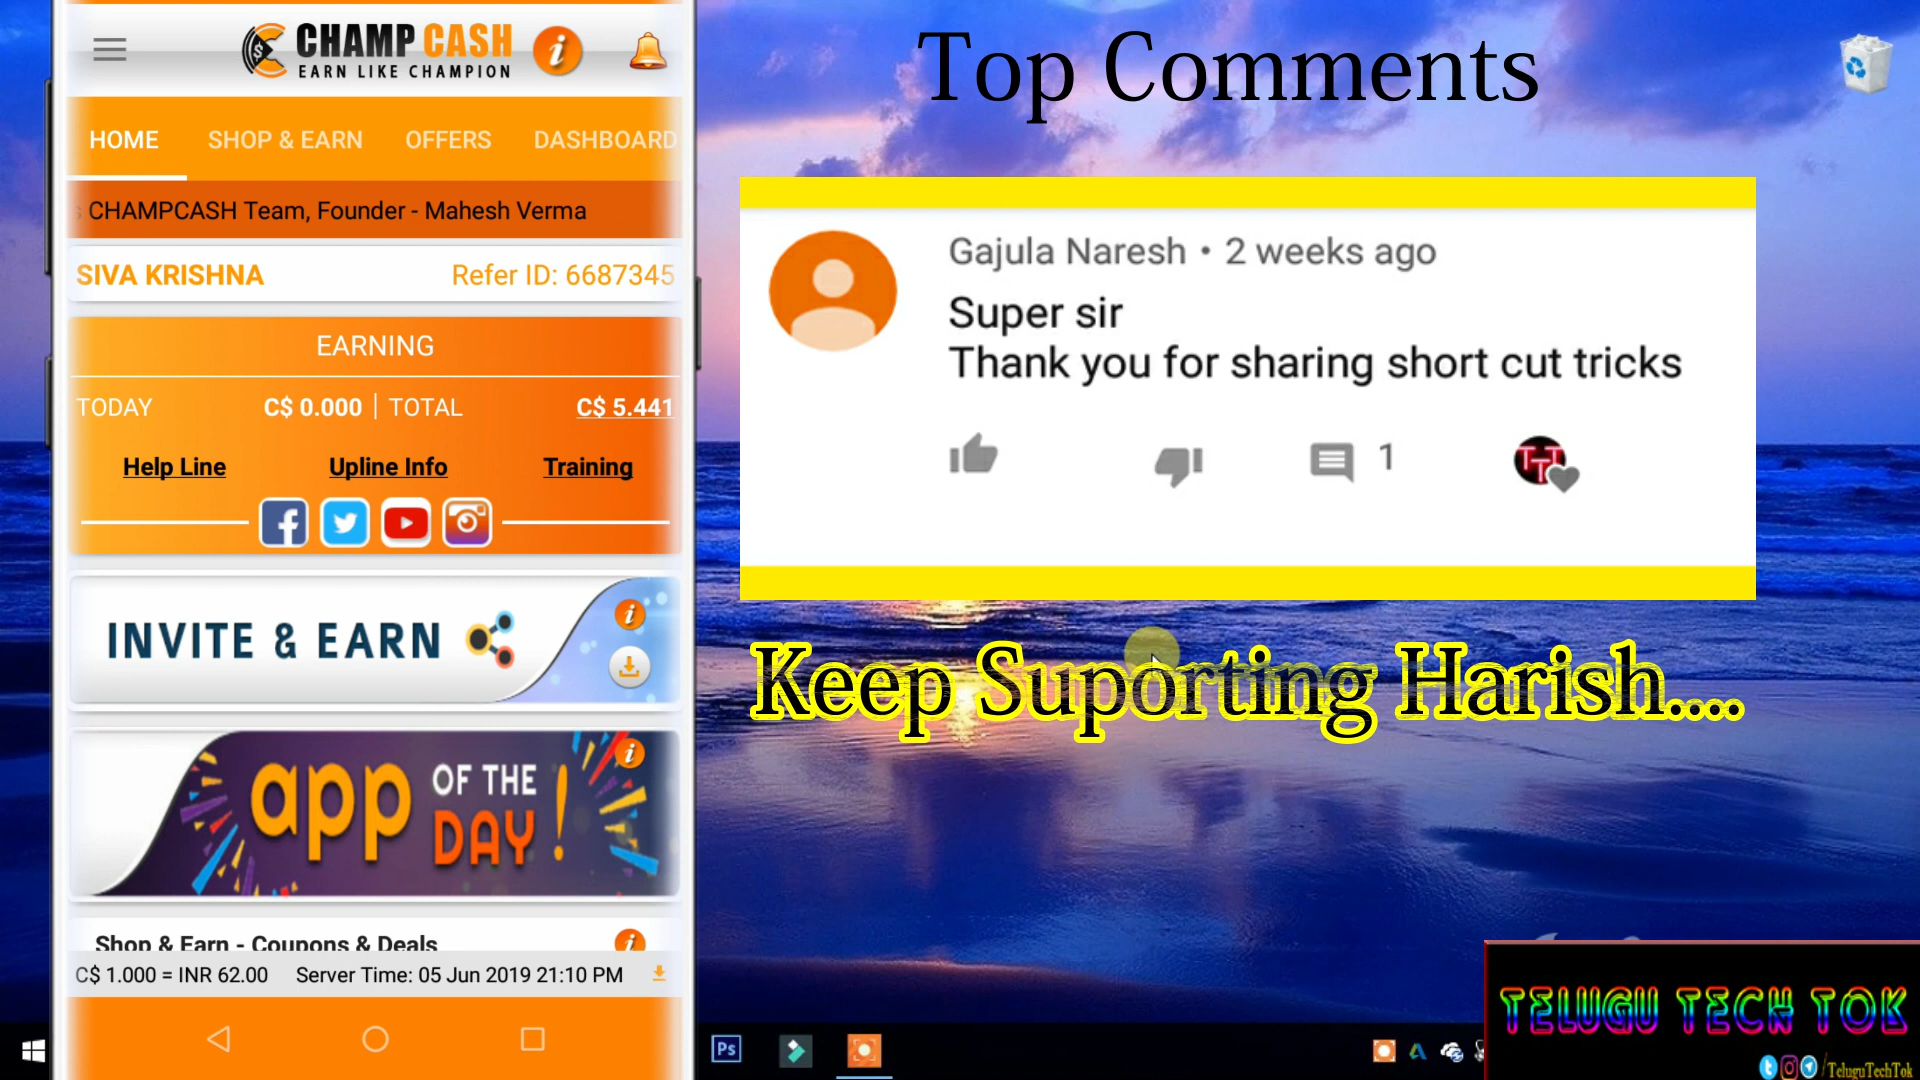 CHAMP CASH
EARN LIKE CHAMPION
HOME SHOP & EARN OFFERS DASHBOARD
CHAMPCASH Team, Founder - Mahesh Verma
SIVA KRISHNA Refer ID: 6687345
EARNING
TODAY C$ 0.000 | TOTAL C$ 5.441
Help Line Upline Info Training
INVITE & EARN
app OF THE DAY!
Shop & Earn - Coupons & Deals
C$ 1.000 = INR 62.00 Server Time: 05 Jun 2019 21:10 PM
Top Comments
Gajula Naresh • 2 weeks ago
Super sir
Thank you for sharing short cut tricks
1
TTT
Keep Suporting Harish....
Ps
TELUGU TECH TOK
/TeluguTechTok